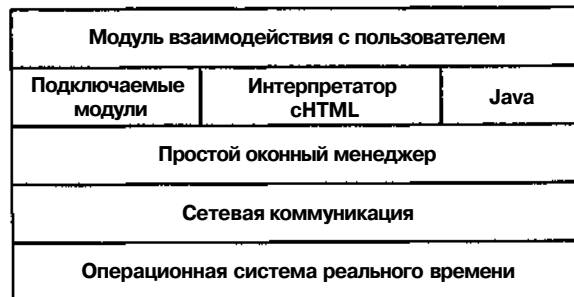 Модуль взаимодействия с пользователем
Подключаемые
модули
Интерпретатор
cHTML
Java
Простой оконный менеджер
Сетевая коммуникация
Операционная система реального времени